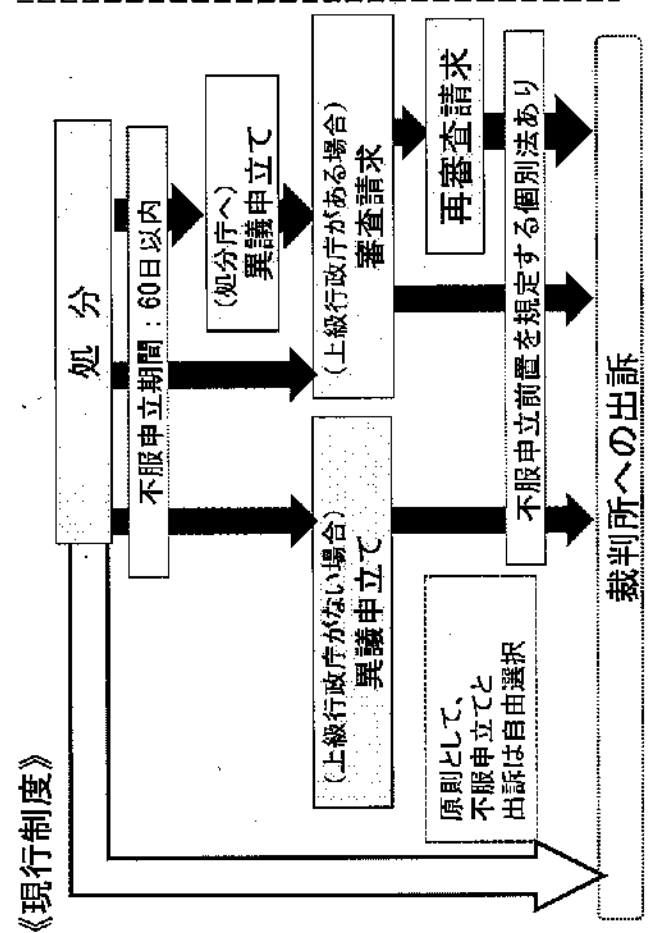 《現行制度》
処 分
不服申立期間：60日以内
（処分庁へ）
異議申立て
（上級行政庁がない場合）
異議申立て
（上級行政庁がある場合）
審査請求
再審査請求
原則として、
不服申立てと
出訴は自由選択
不服申立前置を規定する個別法あり
裁判所への出訴